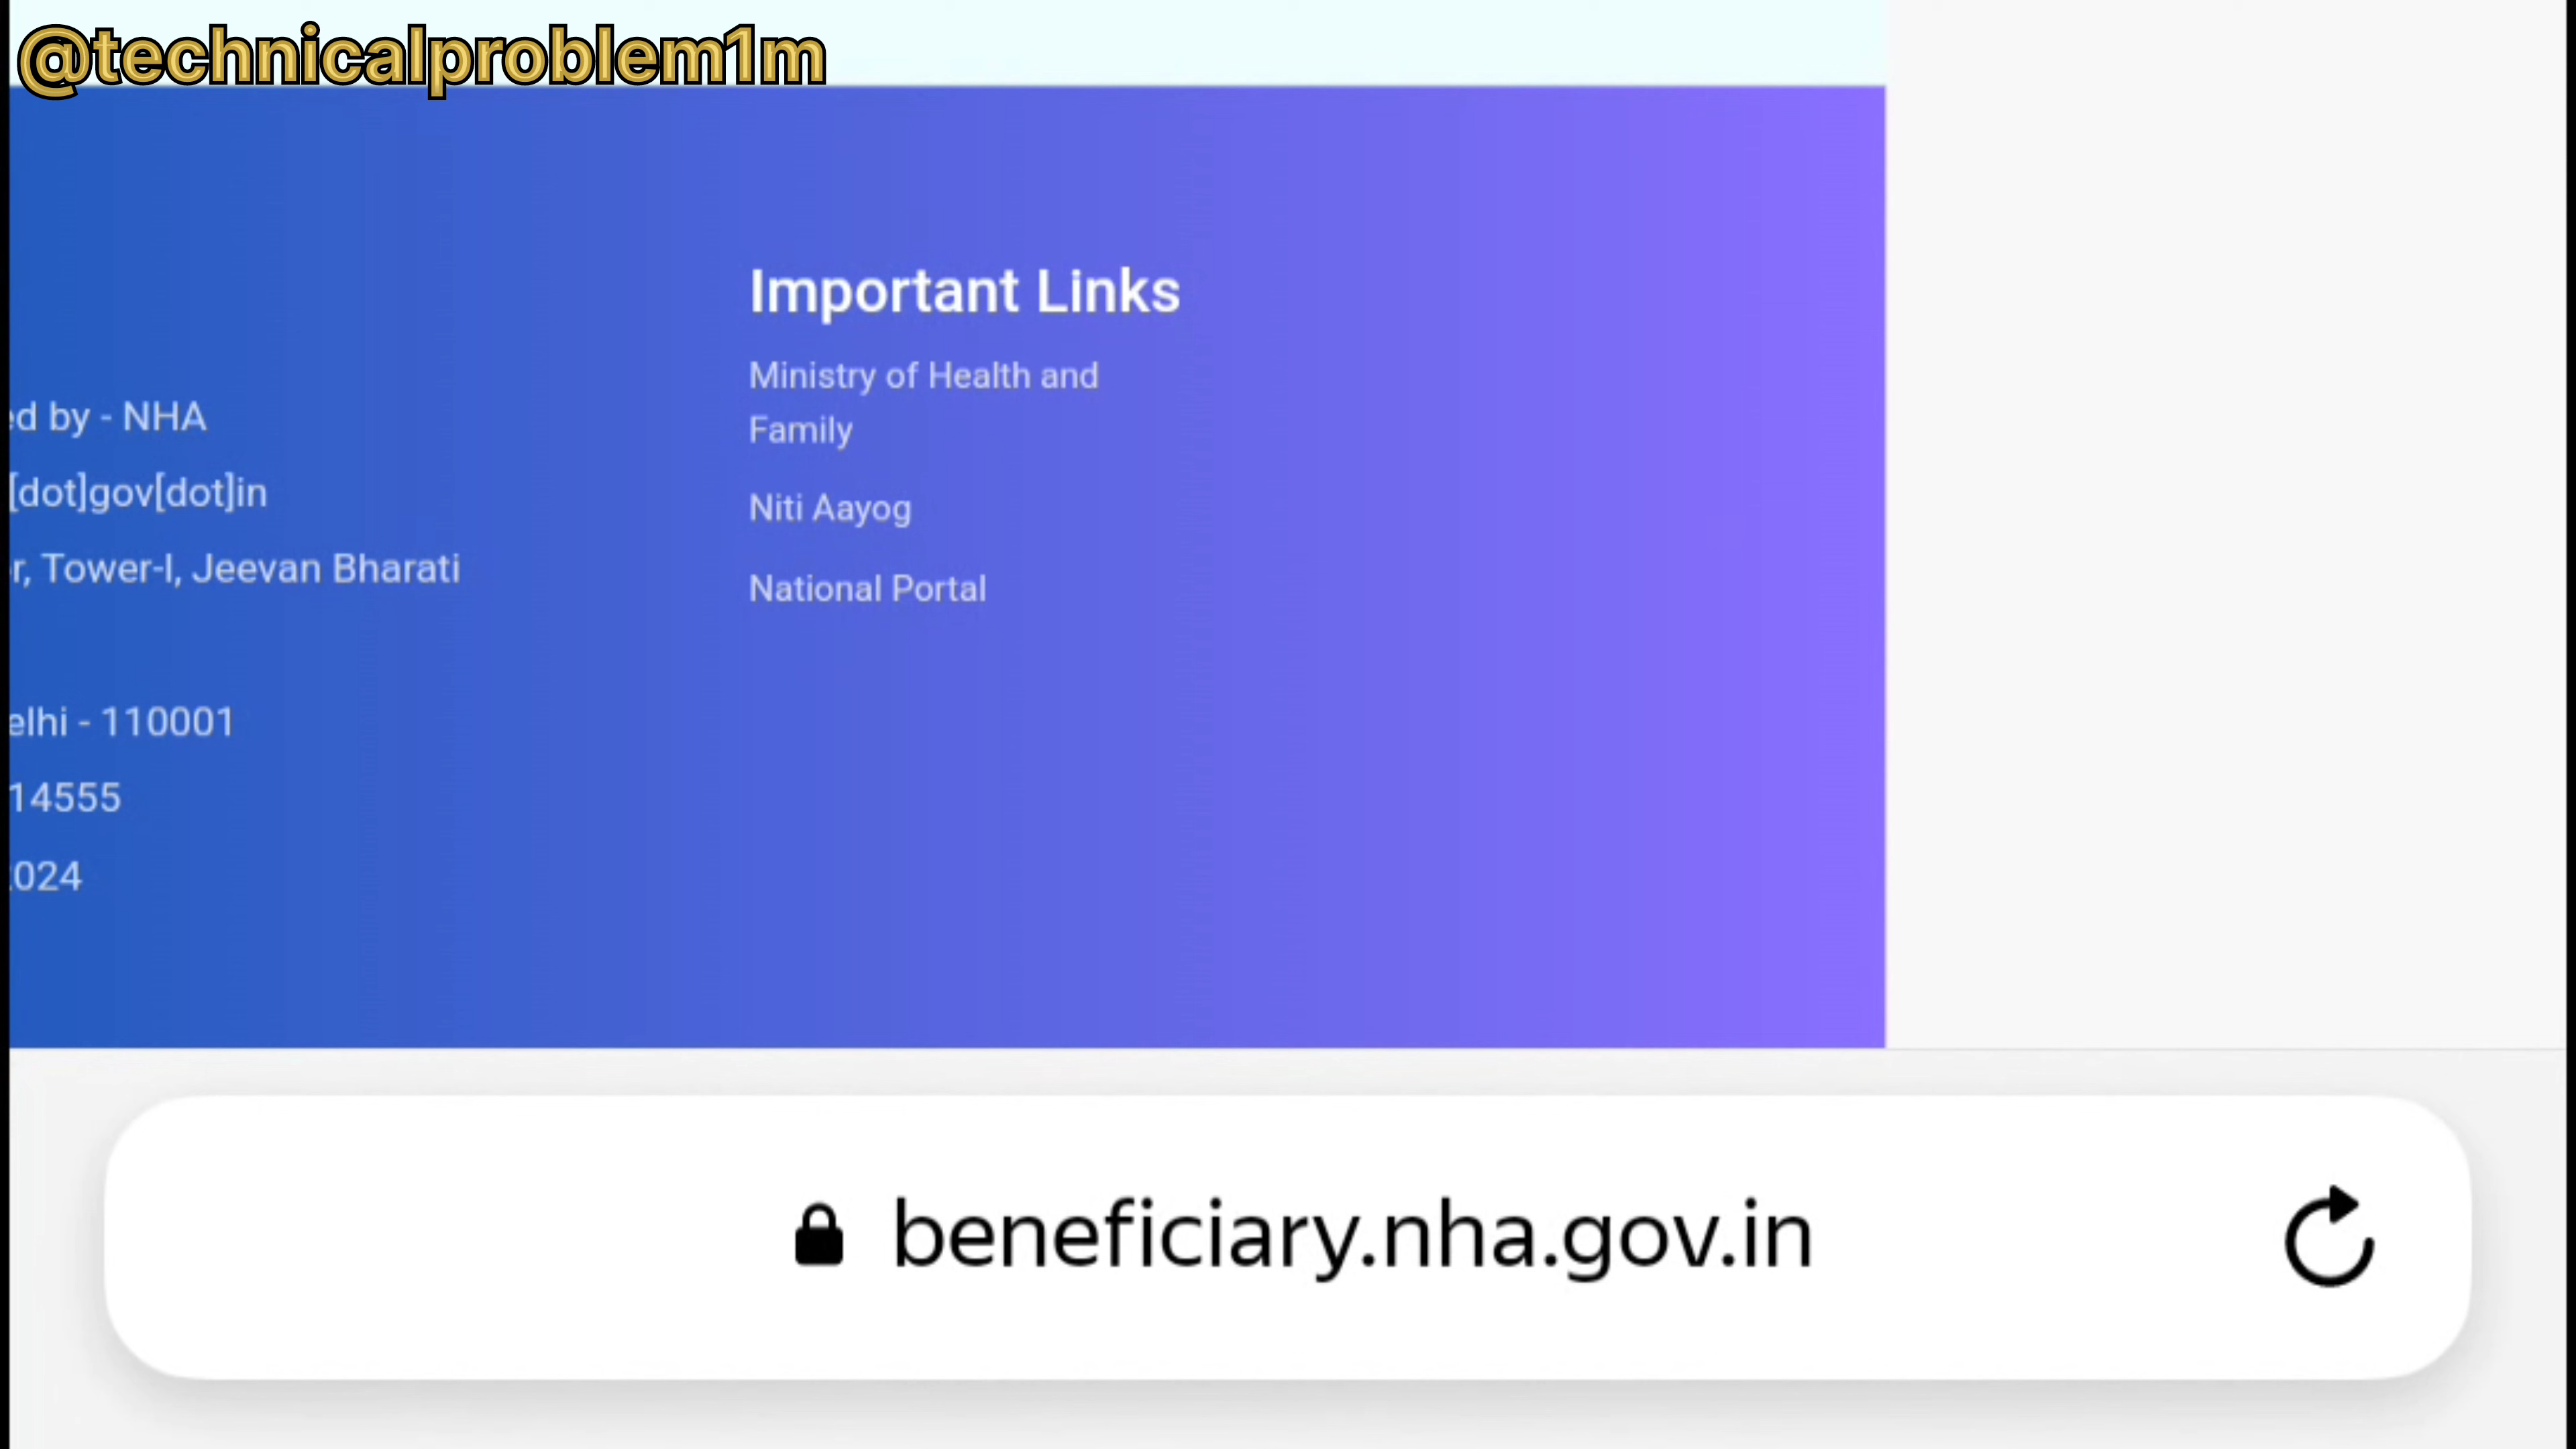 @technicalproblem1m
ed by - NHA
[dot]gov[dot]in
r, Tower-I, Jeevan Bharati
elhi - 110001
14555
024
Important Links
Ministry of Health and
Family
Niti Aayog
National Portal
beneficiary.nha.gov.in